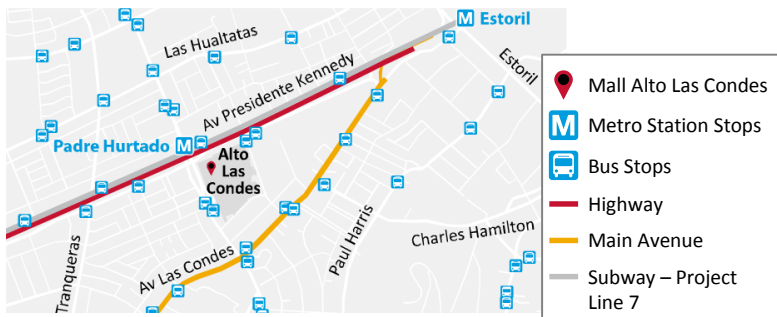 M Estoril
Las Hualtatas
Estoril
Av Presidente Kennedy
Padre Hurtado M
Alto
Las
Condes
Paul Harris
Charles Hamilton
Av Las Condes
Tranqueras
Mall Alto Las Condes
M Metro Station Stops
Bus Stops
Highway
Main Avenue
Subway – Project
Line 7